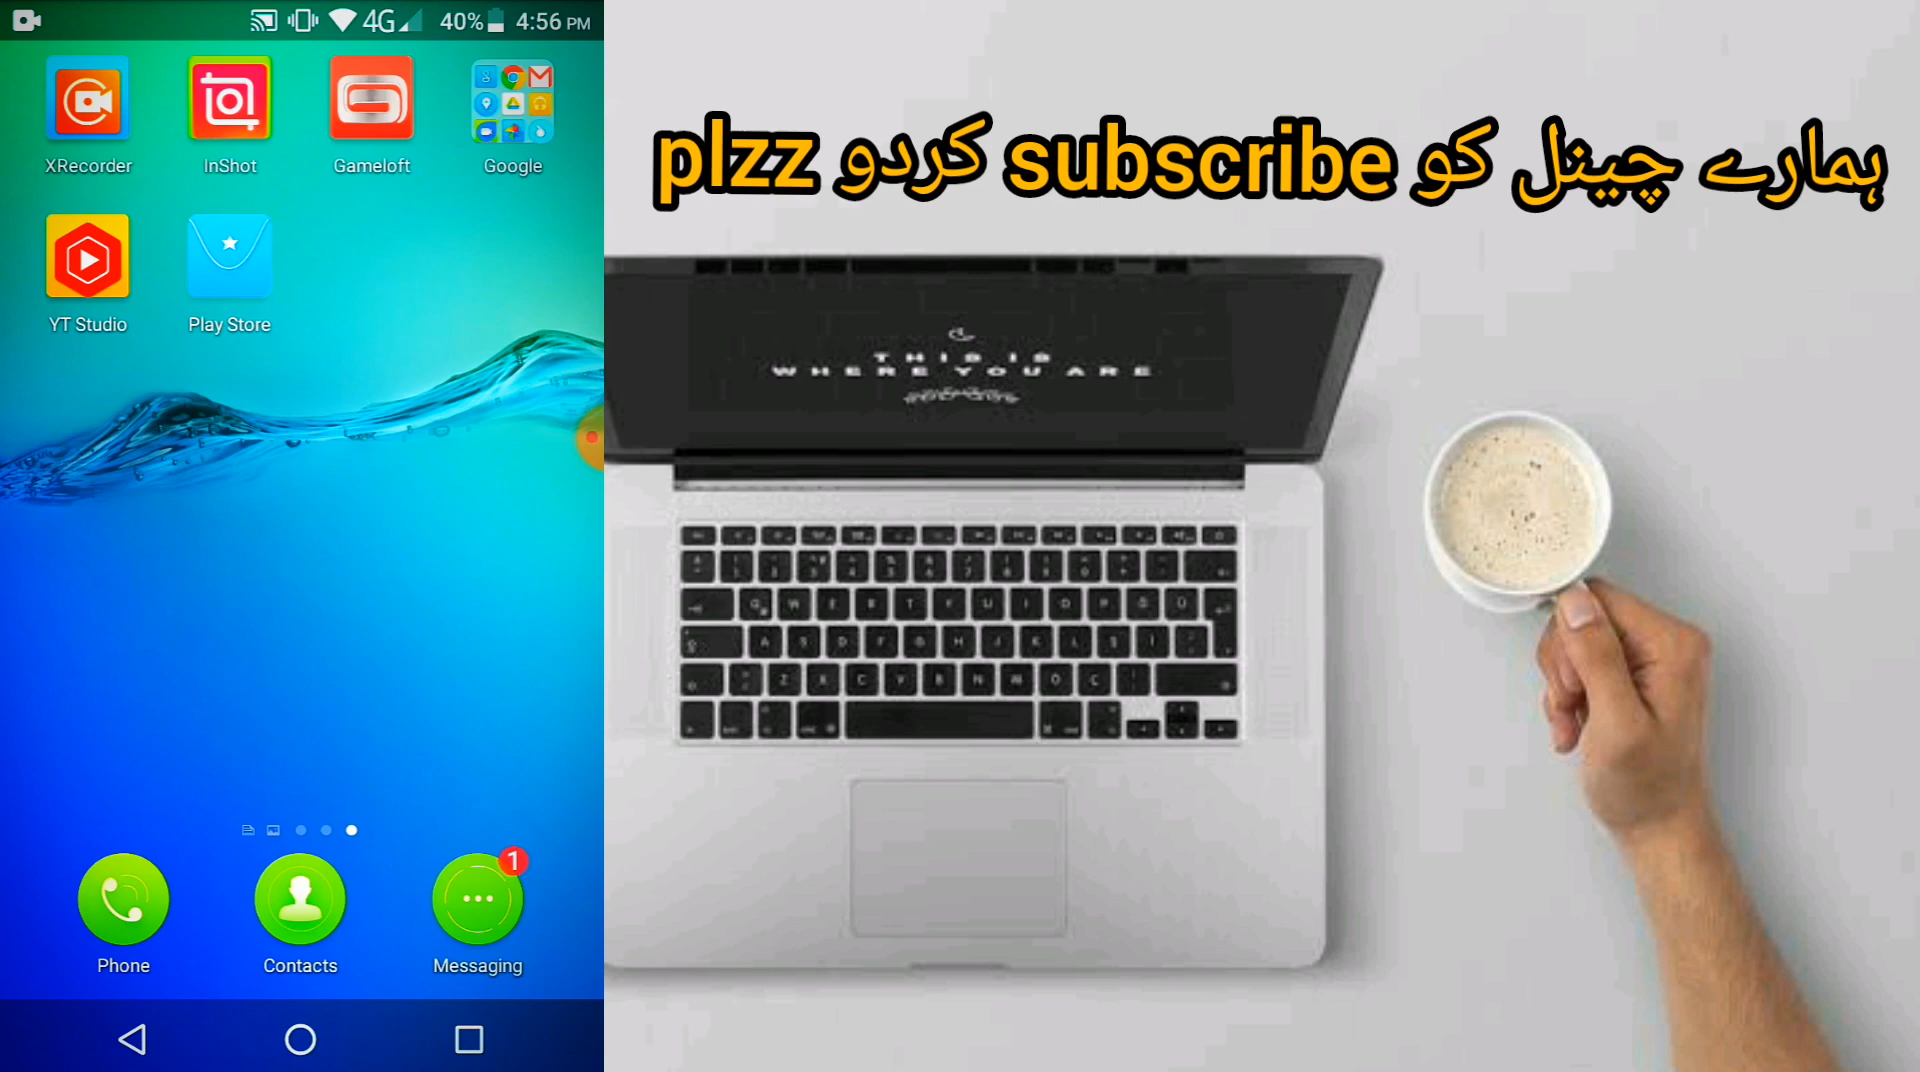 4G 40% 4:56 PM
XRecorder InShot Gameloft Google
YT Studio Play Store
1
Phone Contacts Messaging
ہمارے چینل کو subscribe کردو plzz
THIS IS
WHERE YOU ARE